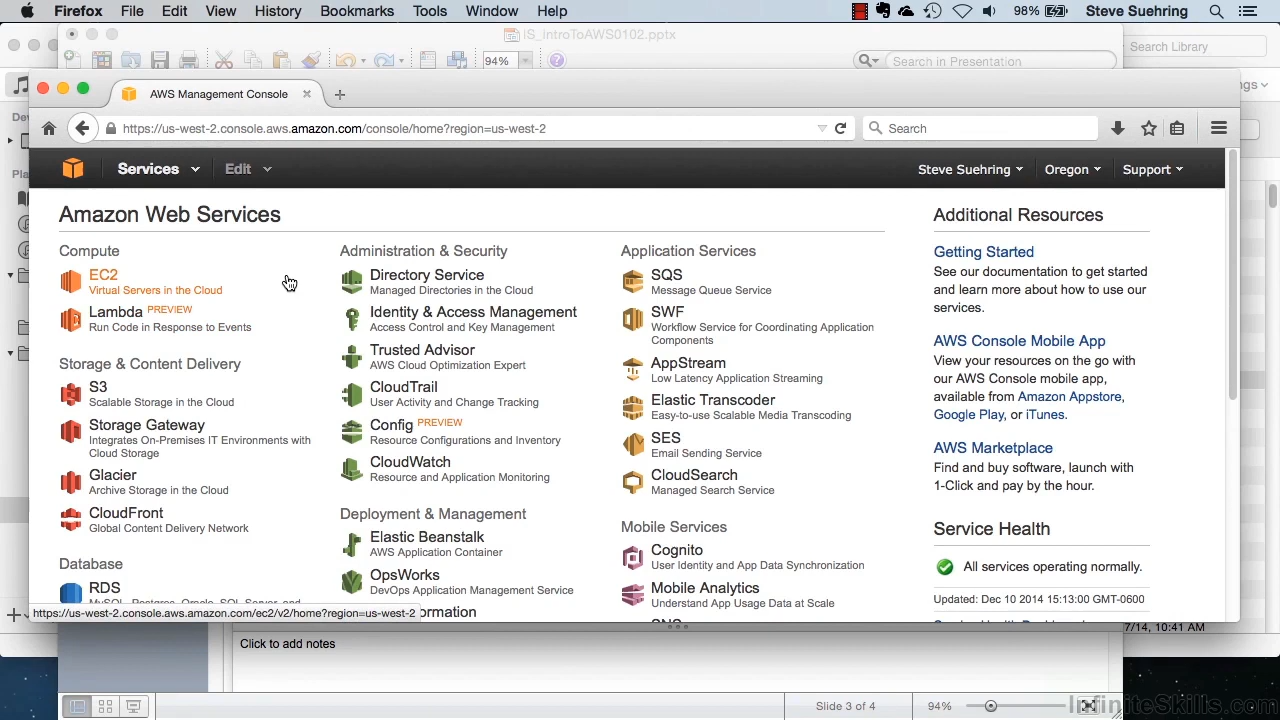 Firefox File Edit View History Bookmarks Tools Window Help 98% Steve Suehring
IS_IntroToAWS0102.pptx
Search Library
94%
Search in Presentation
AWS Management Console
https://us-west-2.console.aws.amazon.com/console/home?region=us-west-2
Search
Services Edit Steve Suehring Oregon Support
Amazon Web Services
Compute
EC2
Virtual Servers in the Cloud
Lambda PREVIEW
Run Code in Response to Events
Storage & Content Delivery
S3
Scalable Storage in the Cloud
Storage Gateway
Integrates On-Premises IT Environments with
Cloud Storage
Glacier
Archive Storage in the Cloud
CloudFront
Global Content Delivery Network
Database
RDS
https://us-west-2.console.aws.amazon.com/ec2/v2/home?region=us-west-2
Administration & Security
Directory Service
Managed Directories in the Cloud
Identity & Access Management
Access Control and Key Management
Trusted Advisor
AWS Cloud Optimization Expert
CloudTrail
User Activity and Change Tracking
Config PREVIEW
Resource Configurations and Inventory
CloudWatch
Resource and Application Monitoring
Deployment & Management
Elastic Beanstalk
AWS Application Container
OpsWorks
DevOps Application Management Service
ormation
Application Services
SQS
Message Queue Service
SWF
Workflow Service for Coordinating Application
Components
AppStream
Low Latency Application Streaming
Elastic Transcoder
Easy-to-use Scalable Media Transcoding
SES
Email Sending Service
CloudSearch
Managed Search Service
Mobile Services
Cognito
User Identity and App Data Synchronization
Mobile Analytics
Understand App Usage Data at Scale
Additional Resources
Getting Started
See our documentation to get started
and learn more about how to use our
services.
AWS Console Mobile App
View your resources on the go with
our AWS Console mobile app,
available from Amazon Appstore,
Google Play, or iTunes.
AWS Marketplace
Find and buy software, launch with
1-Click and pay by the hour.
Service Health
All services operating normally.
Updated: Dec 10 2014 15:13:00 GMT-0600
7/14, 10:41 AM
Click to add notes
Slide 3 of 4
94%
InfiniteSkills.com